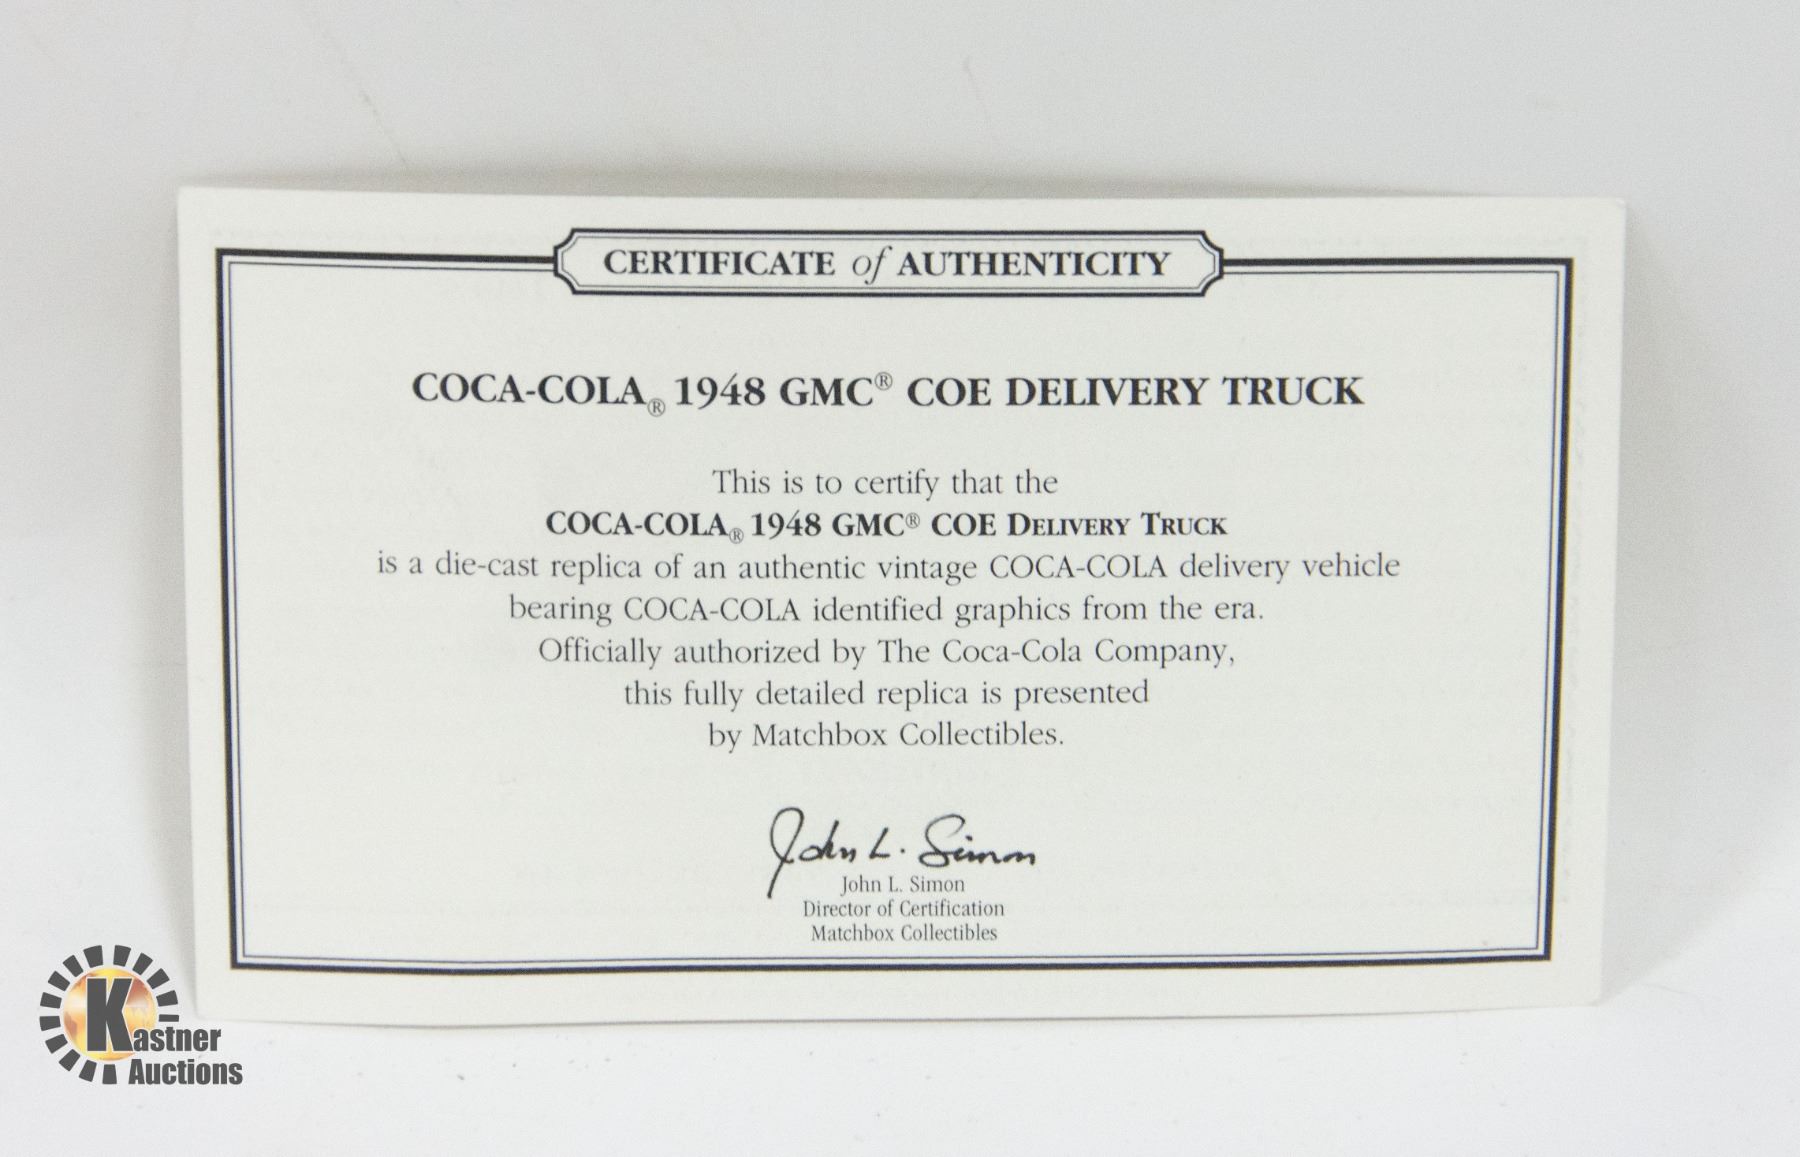 CERTIFICATE of AUTHENTICITY
COCA-COLA® 1948 GMC® COE DELIVERY TRUCK
This is to certify that the
COCA-COLA® 1948 GMC® COE DELIVERY TRUCK
is a die-cast replica of an authentic vintage COCA-COLA delivery vehicle
bearing COCA-COLA identified graphics from the era.
Officially authorized by The Coca-Cola Company,
this fully detailed replica is presented
by Matchbox Collectibles.
John L. Simon
John L. Simon
Director of Certification
Matchbox Collectibles
Kastner
Auctions